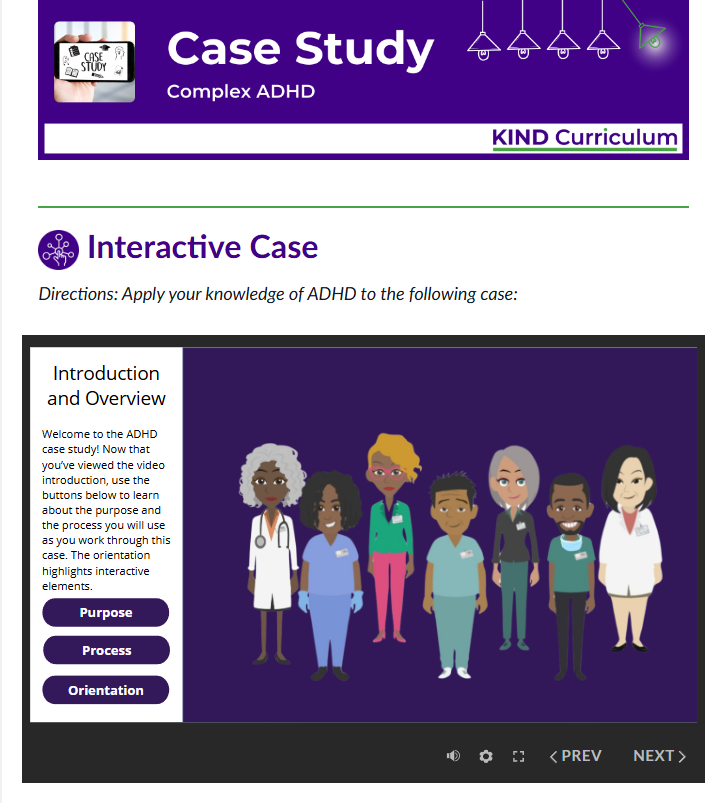 CASE
STUDY
Case Study
Complex ADHD
KIND Curriculum
Interactive Case
Directions: Apply your knowledge of ADHD to the following case:
Introduction
and Overview
Welcome to the ADHD
case study! Now that
you've viewed the video
introduction, use the
buttons below to learn
about the purpose and
the process you will use
as you work through this
case. The orientation
highlights interactive
elements.
Purpose
Process
Orientation
PREV
NEXT